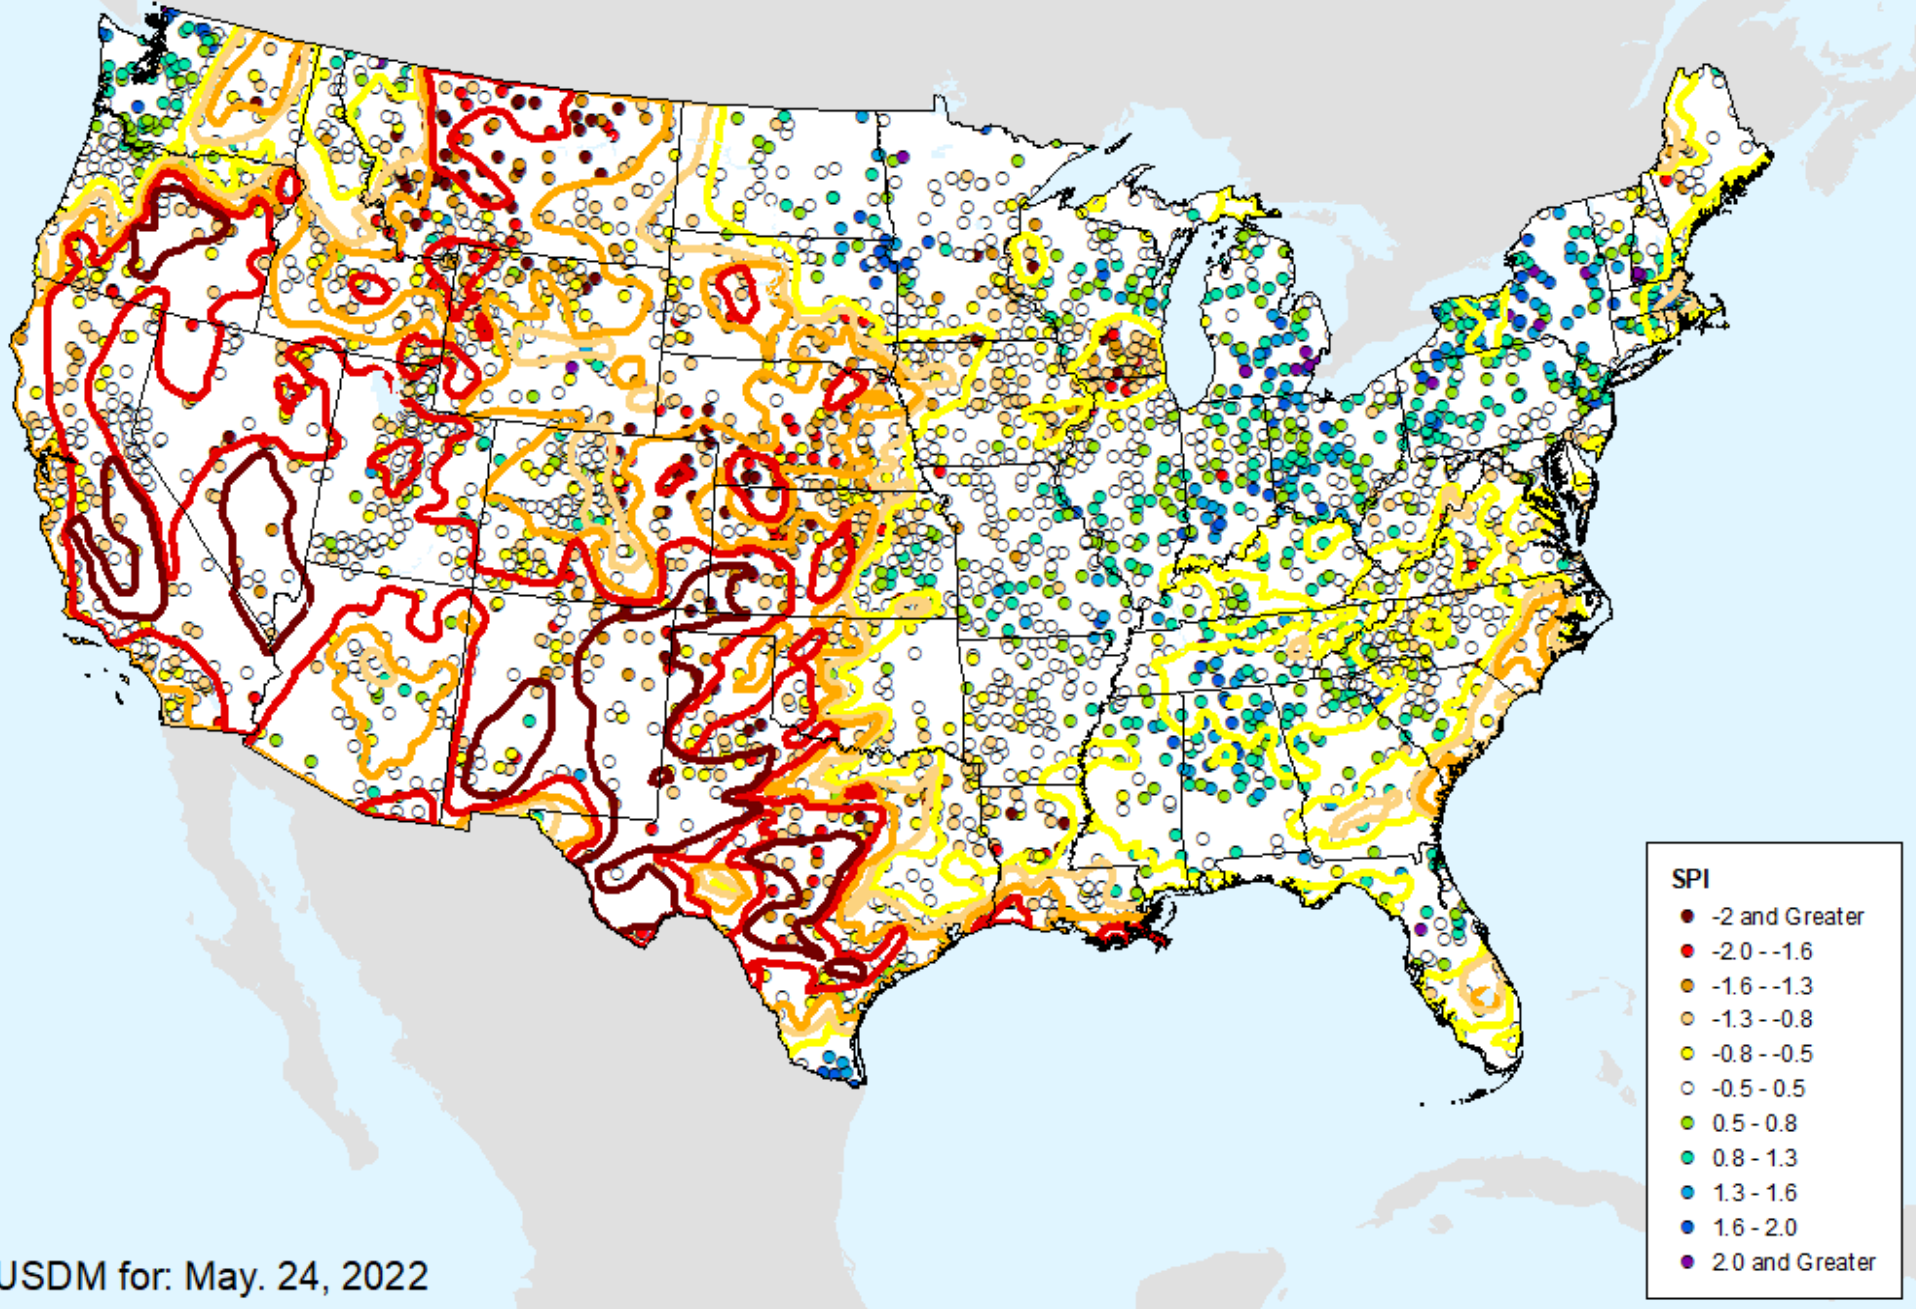 SPI
-2 and Greater
-2.0 - -1.6
-1.6 - -1.3
-1.3 - -0.8
-0.8 - -0.5
-0.5 - 0.5
0.5 - 0.8
0.8 - 1.3
1.3 - 1.6
1.6 - 2.0
2.0 and Greater
USDM for: May. 24, 2022